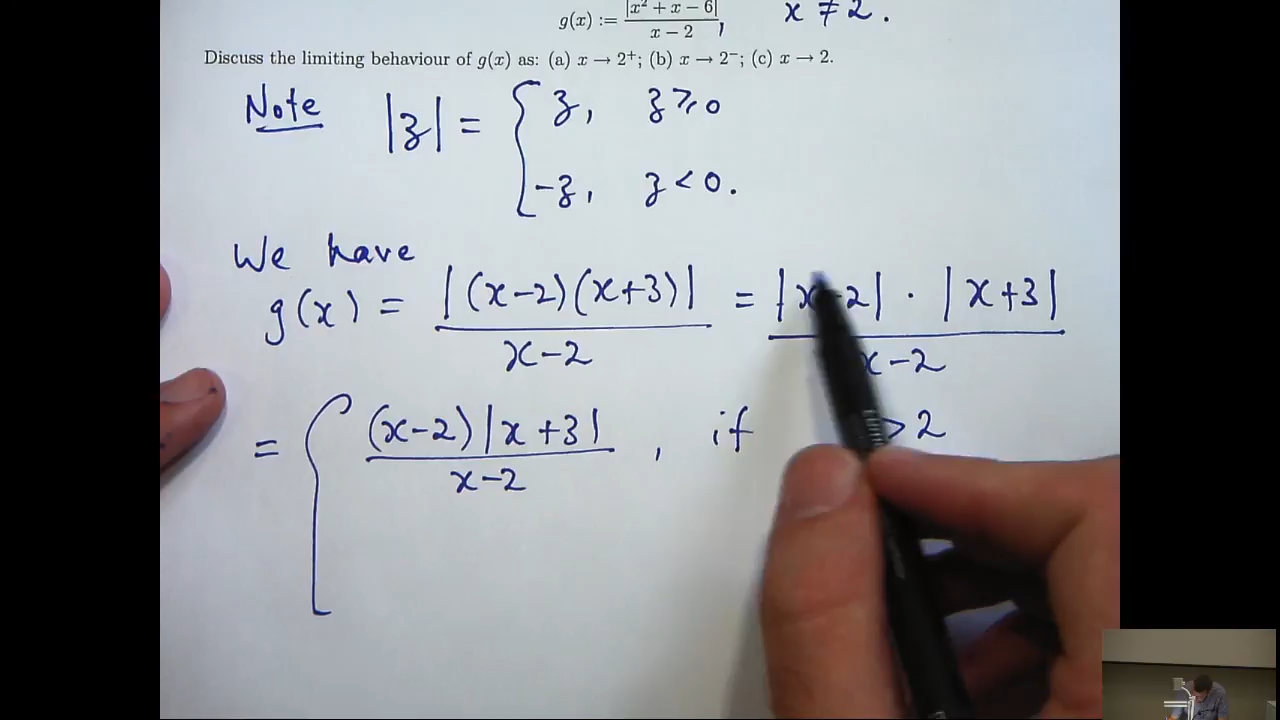 g(x) := |x² + x − 6| / x − 2 , x ≠ 2.
Discuss the limiting behaviour of g(x) as: (a) x → 2⁺; (b) x → 2⁻; (c) x → 2.
Note |z| = { z, z ≥ 0
−z, z < 0.
We have
g(x) = |(x−2)(x+3)| / x−2 = |x−2| · |x+3| / x−2
= { (x−2)|x+3| / x−2 , if > 2